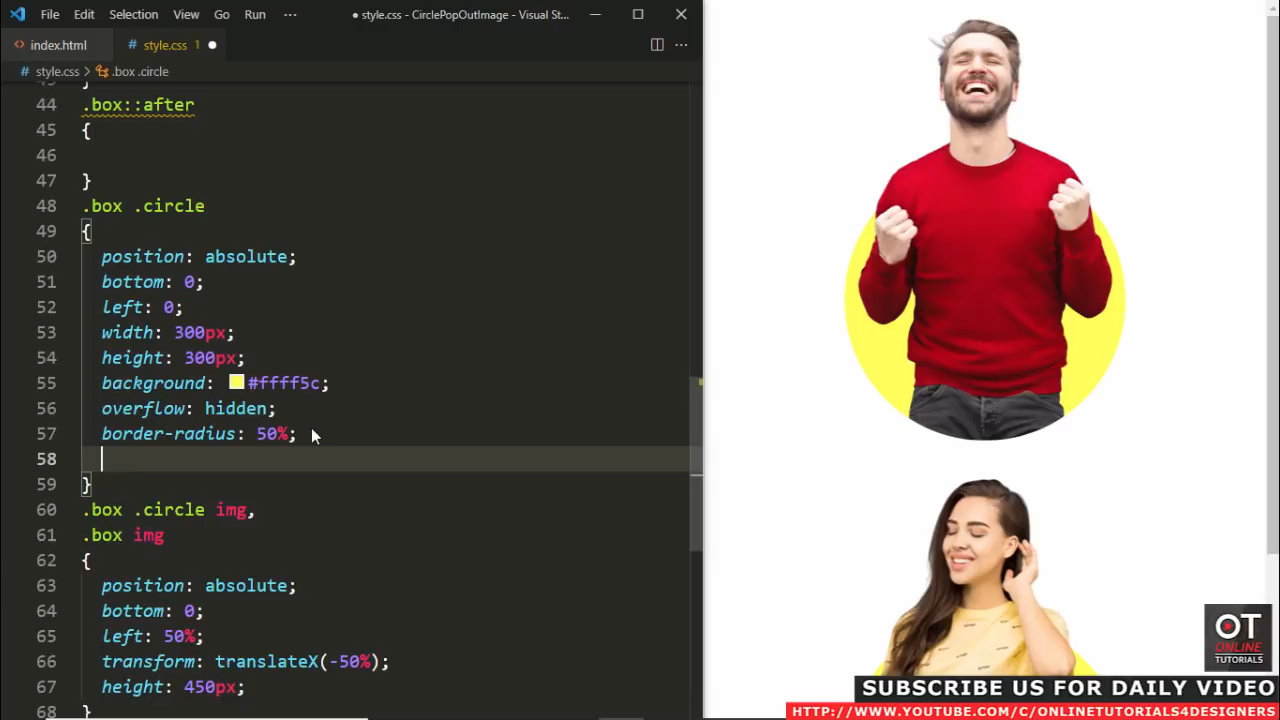 File Edit Selection View Go Run ··· ● style.css - CirclePopOutImage - Visual St...
<> index.html # style.css 1 ●
# style.css > .box .circle
44 .box::after
45 {
46
47 }
48 .box .circle
49 {
50 position: absolute;
51 bottom: 0;
52 left: 0;
53 width: 300px;
54 height: 300px;
55 background: #ffff5c;
56 overflow: hidden;
57 border-radius: 50%;
58
59 }
60 .box .circle img,
61 .box img
62 {
63 position: absolute;
64 bottom: 0;
65 left: 50%;
66 transform: translateX(-50%);
67 height: 450px;
68 }
OT
ONLINE
TUTORIALS
SUBSCRIBE US FOR DAILY VIDEO
HTTP://WWW.YOUTUBE.COM/C/ONLINETUTORIALS4DESIGNERS